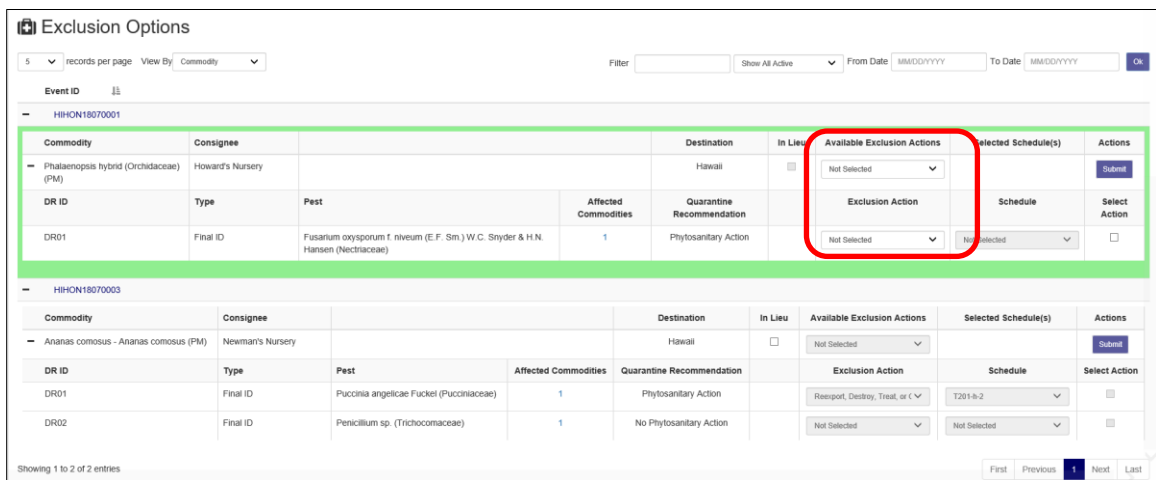 Exclusion Options
5 records per page View By Commodity Filter Show All Active From Date MM/DD/YYYY To Date MM/DD/YYYY Ok
Event ID
HIHON18070001
Commodity Consignee Destination In Lieu Available Exclusion Actions Selected Schedule(s) Actions
Phalaenopsis hybrid (Orchidaceae) Howard's Nursery Hawaii Not Selected Submit
(PM)
DR ID Type Pest Affected Quarantine Exclusion Action Schedule Select
Commodities Recommendation Action
DR01 Final ID Fusarium oxysporum f. niveum (E.F. Sm.) W.C. Snyder & H.N. 1 Phytosanitary Action Not Selected Not Selected
Hansen (Nectriaceae)
HIHON18070003
Commodity Consignee Destination In Lieu Available Exclusion Actions Selected Schedule(s) Actions
Ananas comosus - Ananas comosus (PM) Newman's Nursery Hawaii Not Selected Submit
DR ID Type Pest Affected Commodities Quarantine Recommendation Exclusion Action Schedule Select Action
DR01 Final ID Puccinia angelicae Fuckel (Pucciniaceae) 1 Phytosanitary Action Reexport, Destroy, Treat, or ( T201-h-2
DR02 Final ID Penicillium sp. (Trichocomaceae) 1 No Phytosanitary Action Not Selected Not Selected
Showing 1 to 2 of 2 entries First Previous 1 Next Last